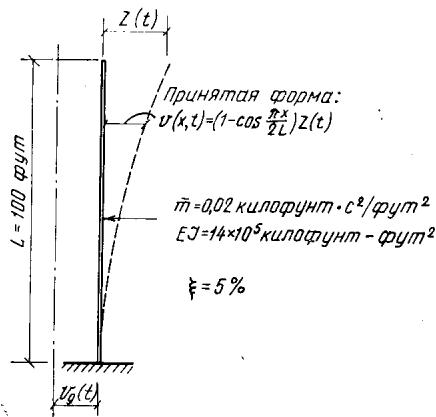 Z(t)
Принятая форма:
v(x,t)=(1-cos πx/2L)Z(t)
L = 100 фут
m̄=0,02 килофунт·с²/фут²
EJ=14×10⁵ килофунт-фут²
ξ=5%
v_g(t)